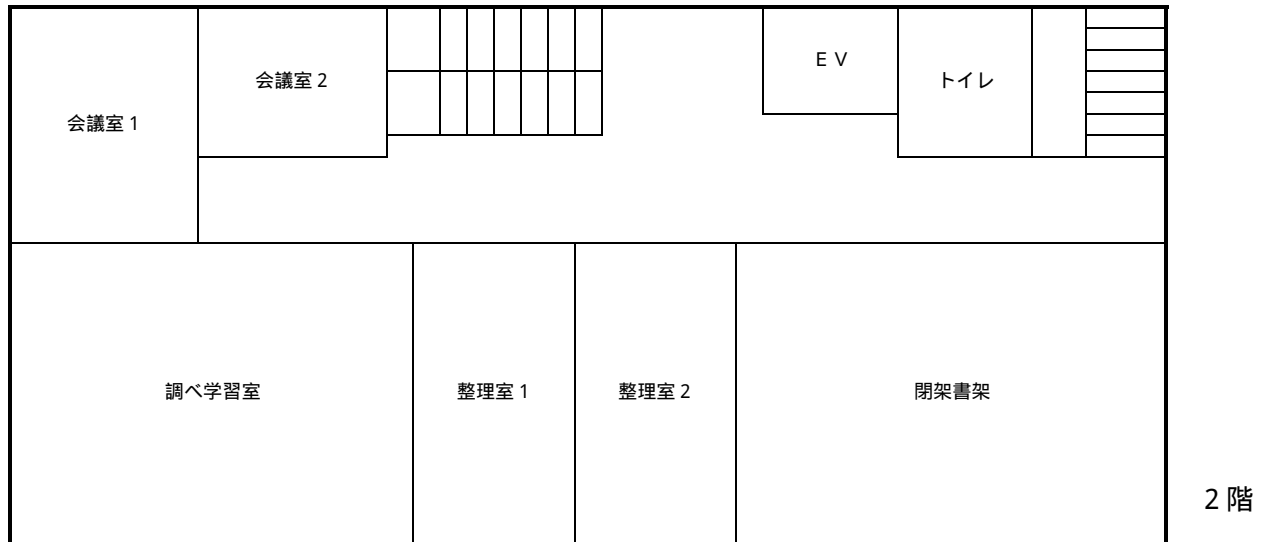 会議室１
会議室２
ＥＶ
トイレ
調べ学習室
整理室１
整理室２
閉架書架
２階